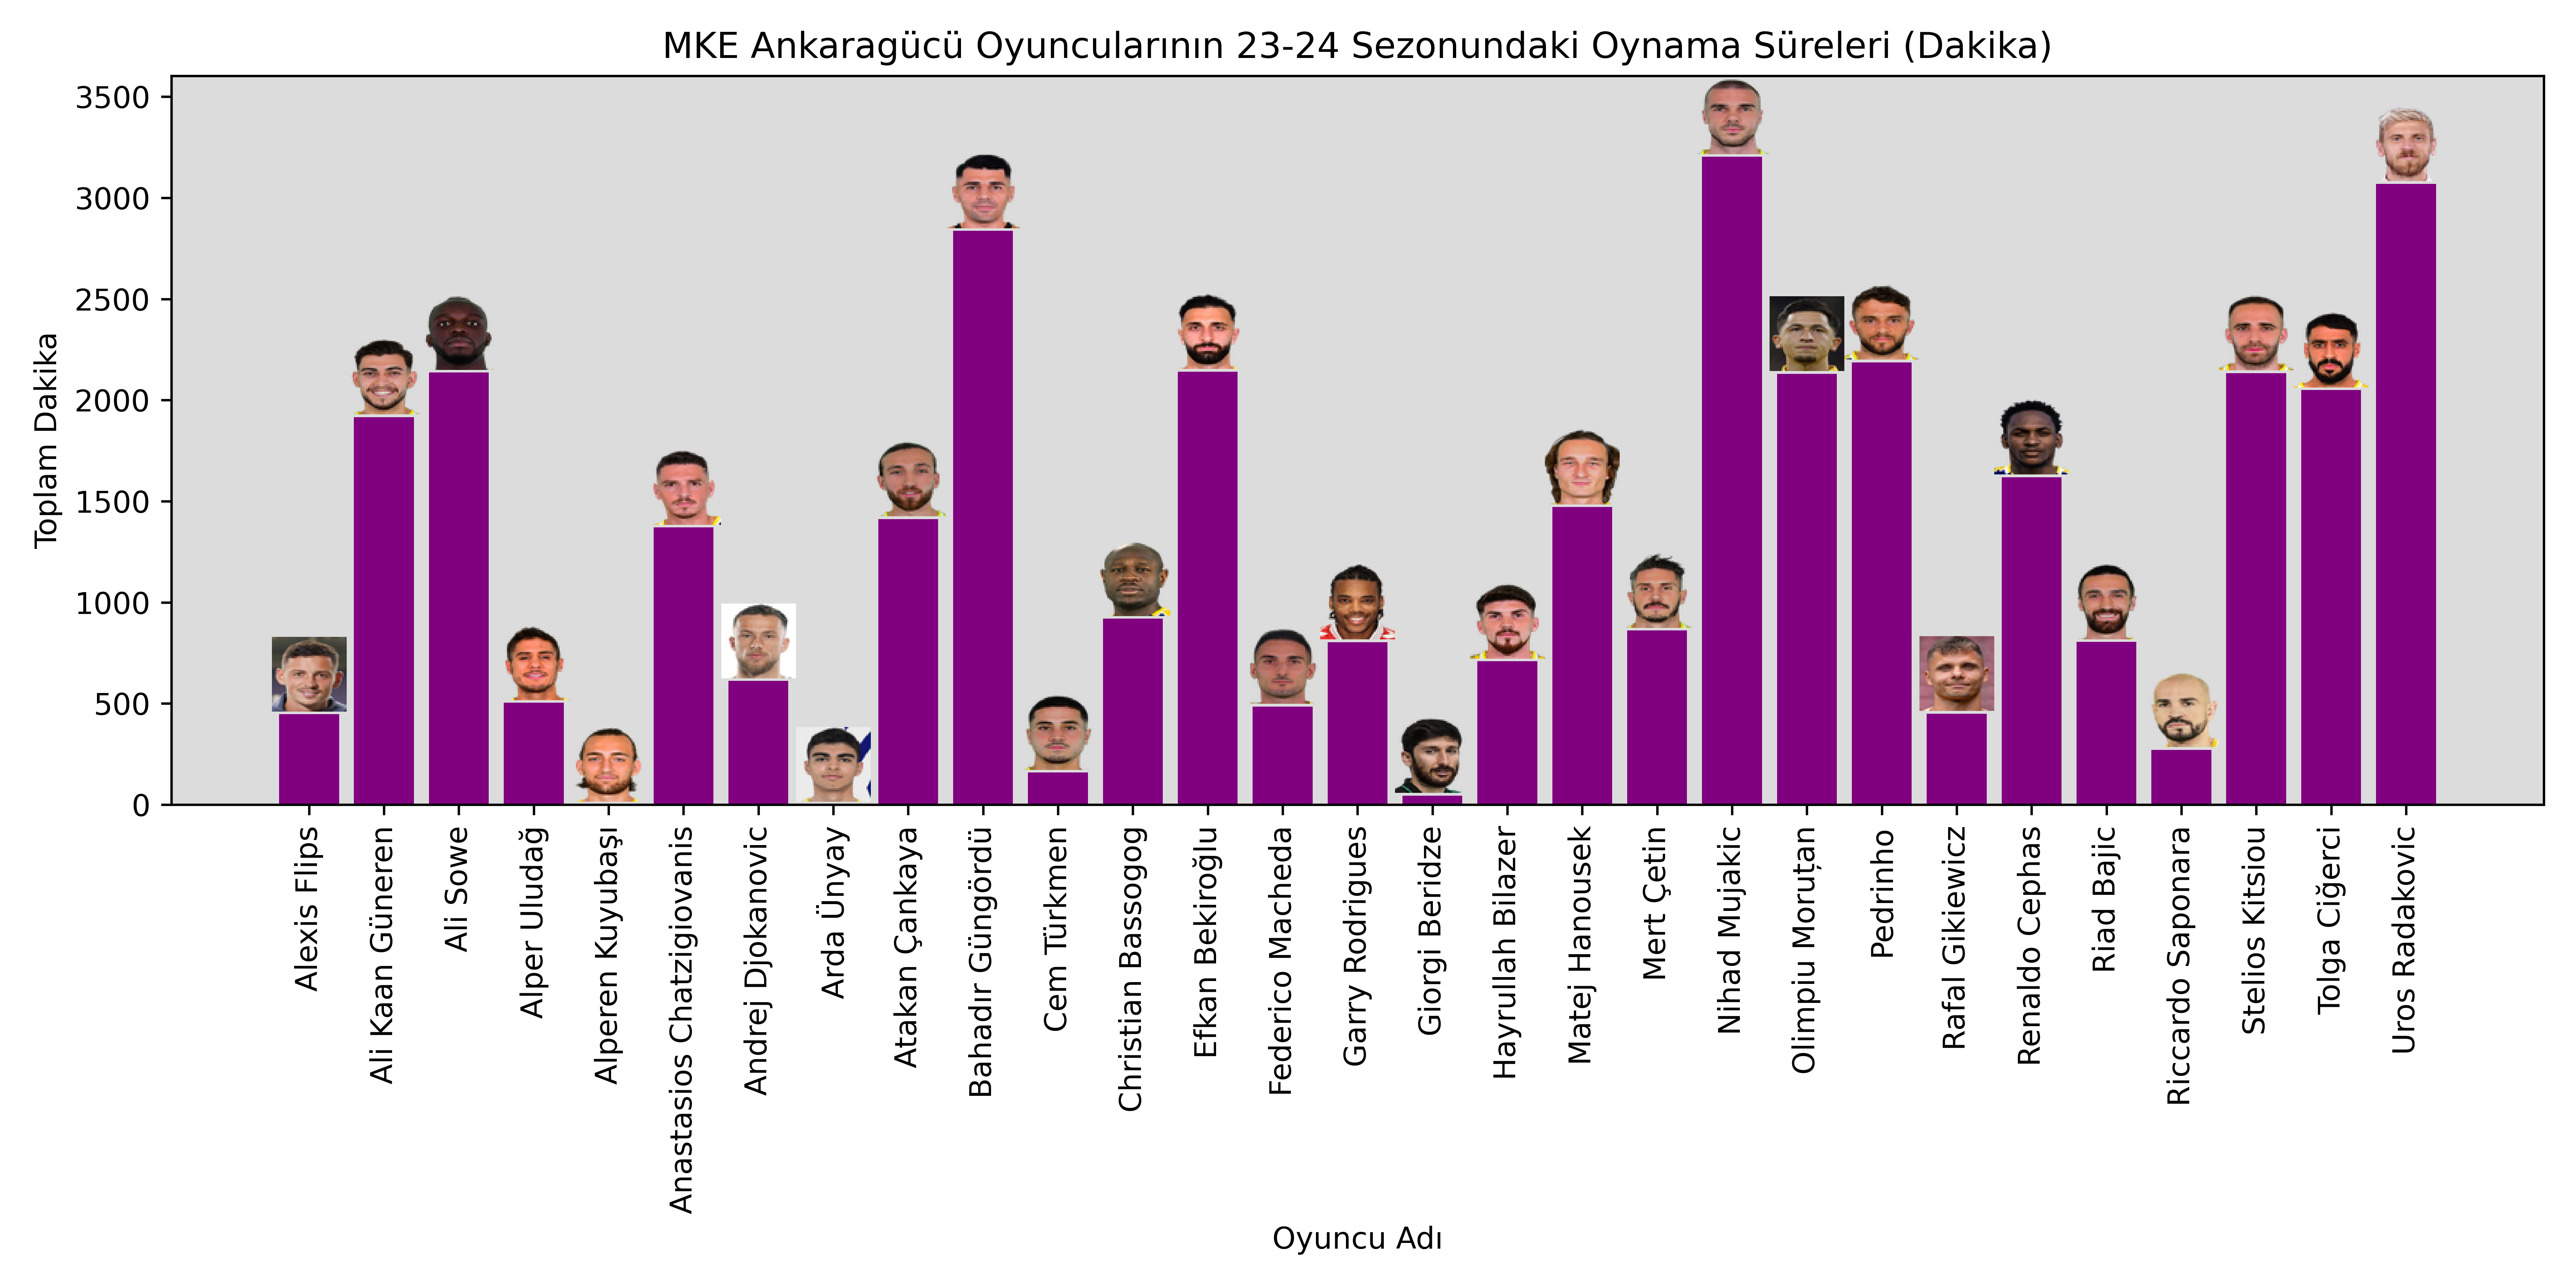 MKE Ankaragücü Oyuncularının 23-24 Sezonundaki Oynama Süreleri (Dakika)
Toplam Dakika
3500
3000
2500
2000
1500
1000
500
0
Alexis Flips
Ali Kaan Güneren
Ali Sowe
Alper Uludağ
Alperen Kuyubaşı
Anastasios Chatzigiovanis
Andrej Djokanovic
Arda Ünyay
Atakan Çankaya
Bahadır Güngördü
Cem Türkmen
Christian Bassogog
Efkan Bekiroğlu
Federico Macheda
Garry Rodrigues
Giorgi Beridze
Hayrullah Bilazer
Matej Hanousek
Mert Çetin
Nihad Mujakic
Olimpiu Moruțan
Pedrinho
Rafal Gikiewicz
Renaldo Cephas
Riad Bajic
Riccardo Saponara
Stelios Kitsiou
Tolga Ciğerci
Uros Radakovic
Oyuncu Adı